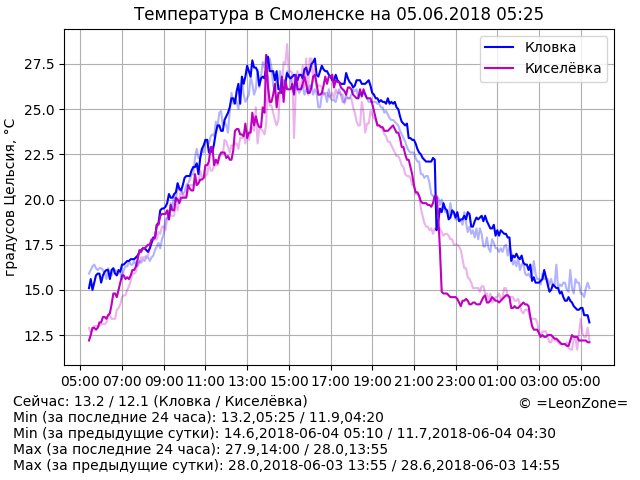 Температура в Смоленске на 05.06.2018 05:25
Кловка
Киселёвка
градусов Цельсия, °C
27.5
25.0
22.5
20.0
17.5
15.0
12.5
05:00 07:00 09:00 11:00 13:00 15:00 17:00 19:00 21:00 23:00 01:00 03:00 05:00
Сейчас: 13.2 / 12.1 (Кловка / Киселёвка)
© =LeonZone=
Min (за последние 24 часа): 13.2,05:25 / 11.9,04:20
Min (за предыдущие сутки): 14.6,2018-06-04 05:10 / 11.7,2018-06-04 04:30
Max (за последние 24 часа): 27.9,14:00 / 28.0,13:55
Max (за предыдущие сутки): 28.0,2018-06-03 13:55 / 28.6,2018-06-03 14:55